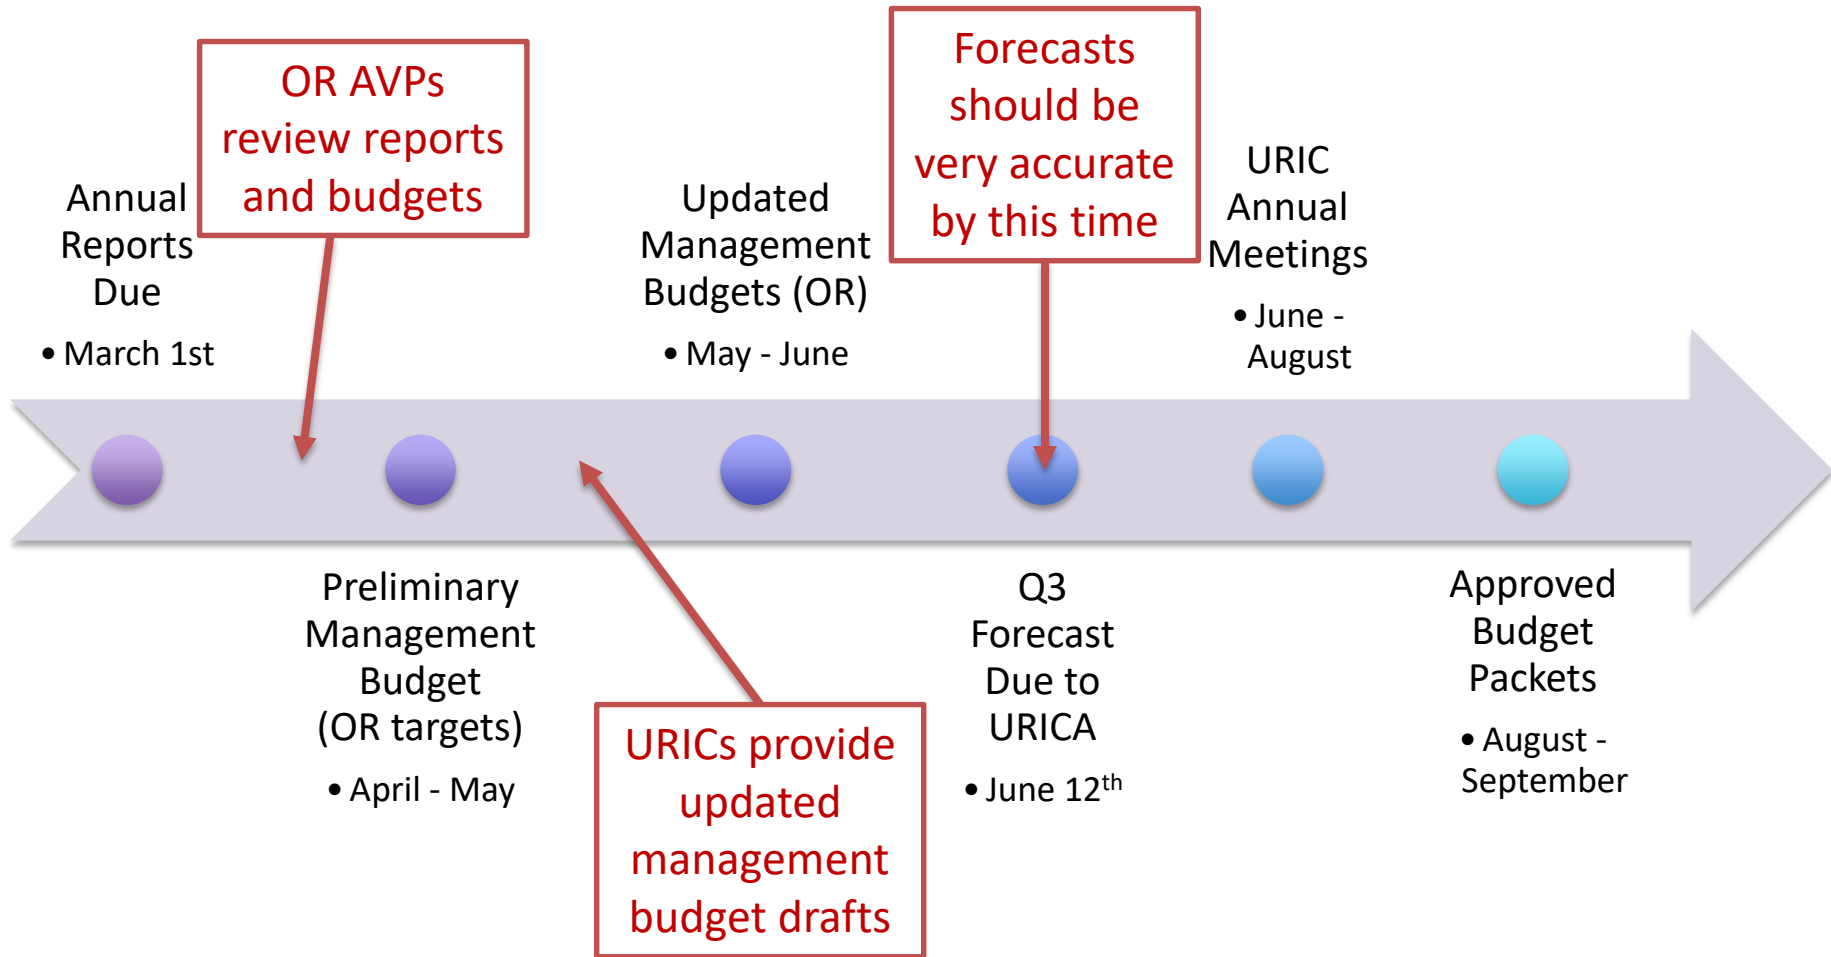 OR AVPs
review reports
and budgets
Forecasts
should be
very accurate
by this time
Annual
Reports
Due
• March 1st
Updated
Management
Budgets (OR)
• May - June
URIC
Annual
Meetings
• June -
August
Preliminary
Management
Budget
(OR targets)
• April - May
URICs provide
updated
management
budget drafts
Q3
Forecast
Due to
URICA
• June 12th
Approved
Budget
Packets
• August -
September